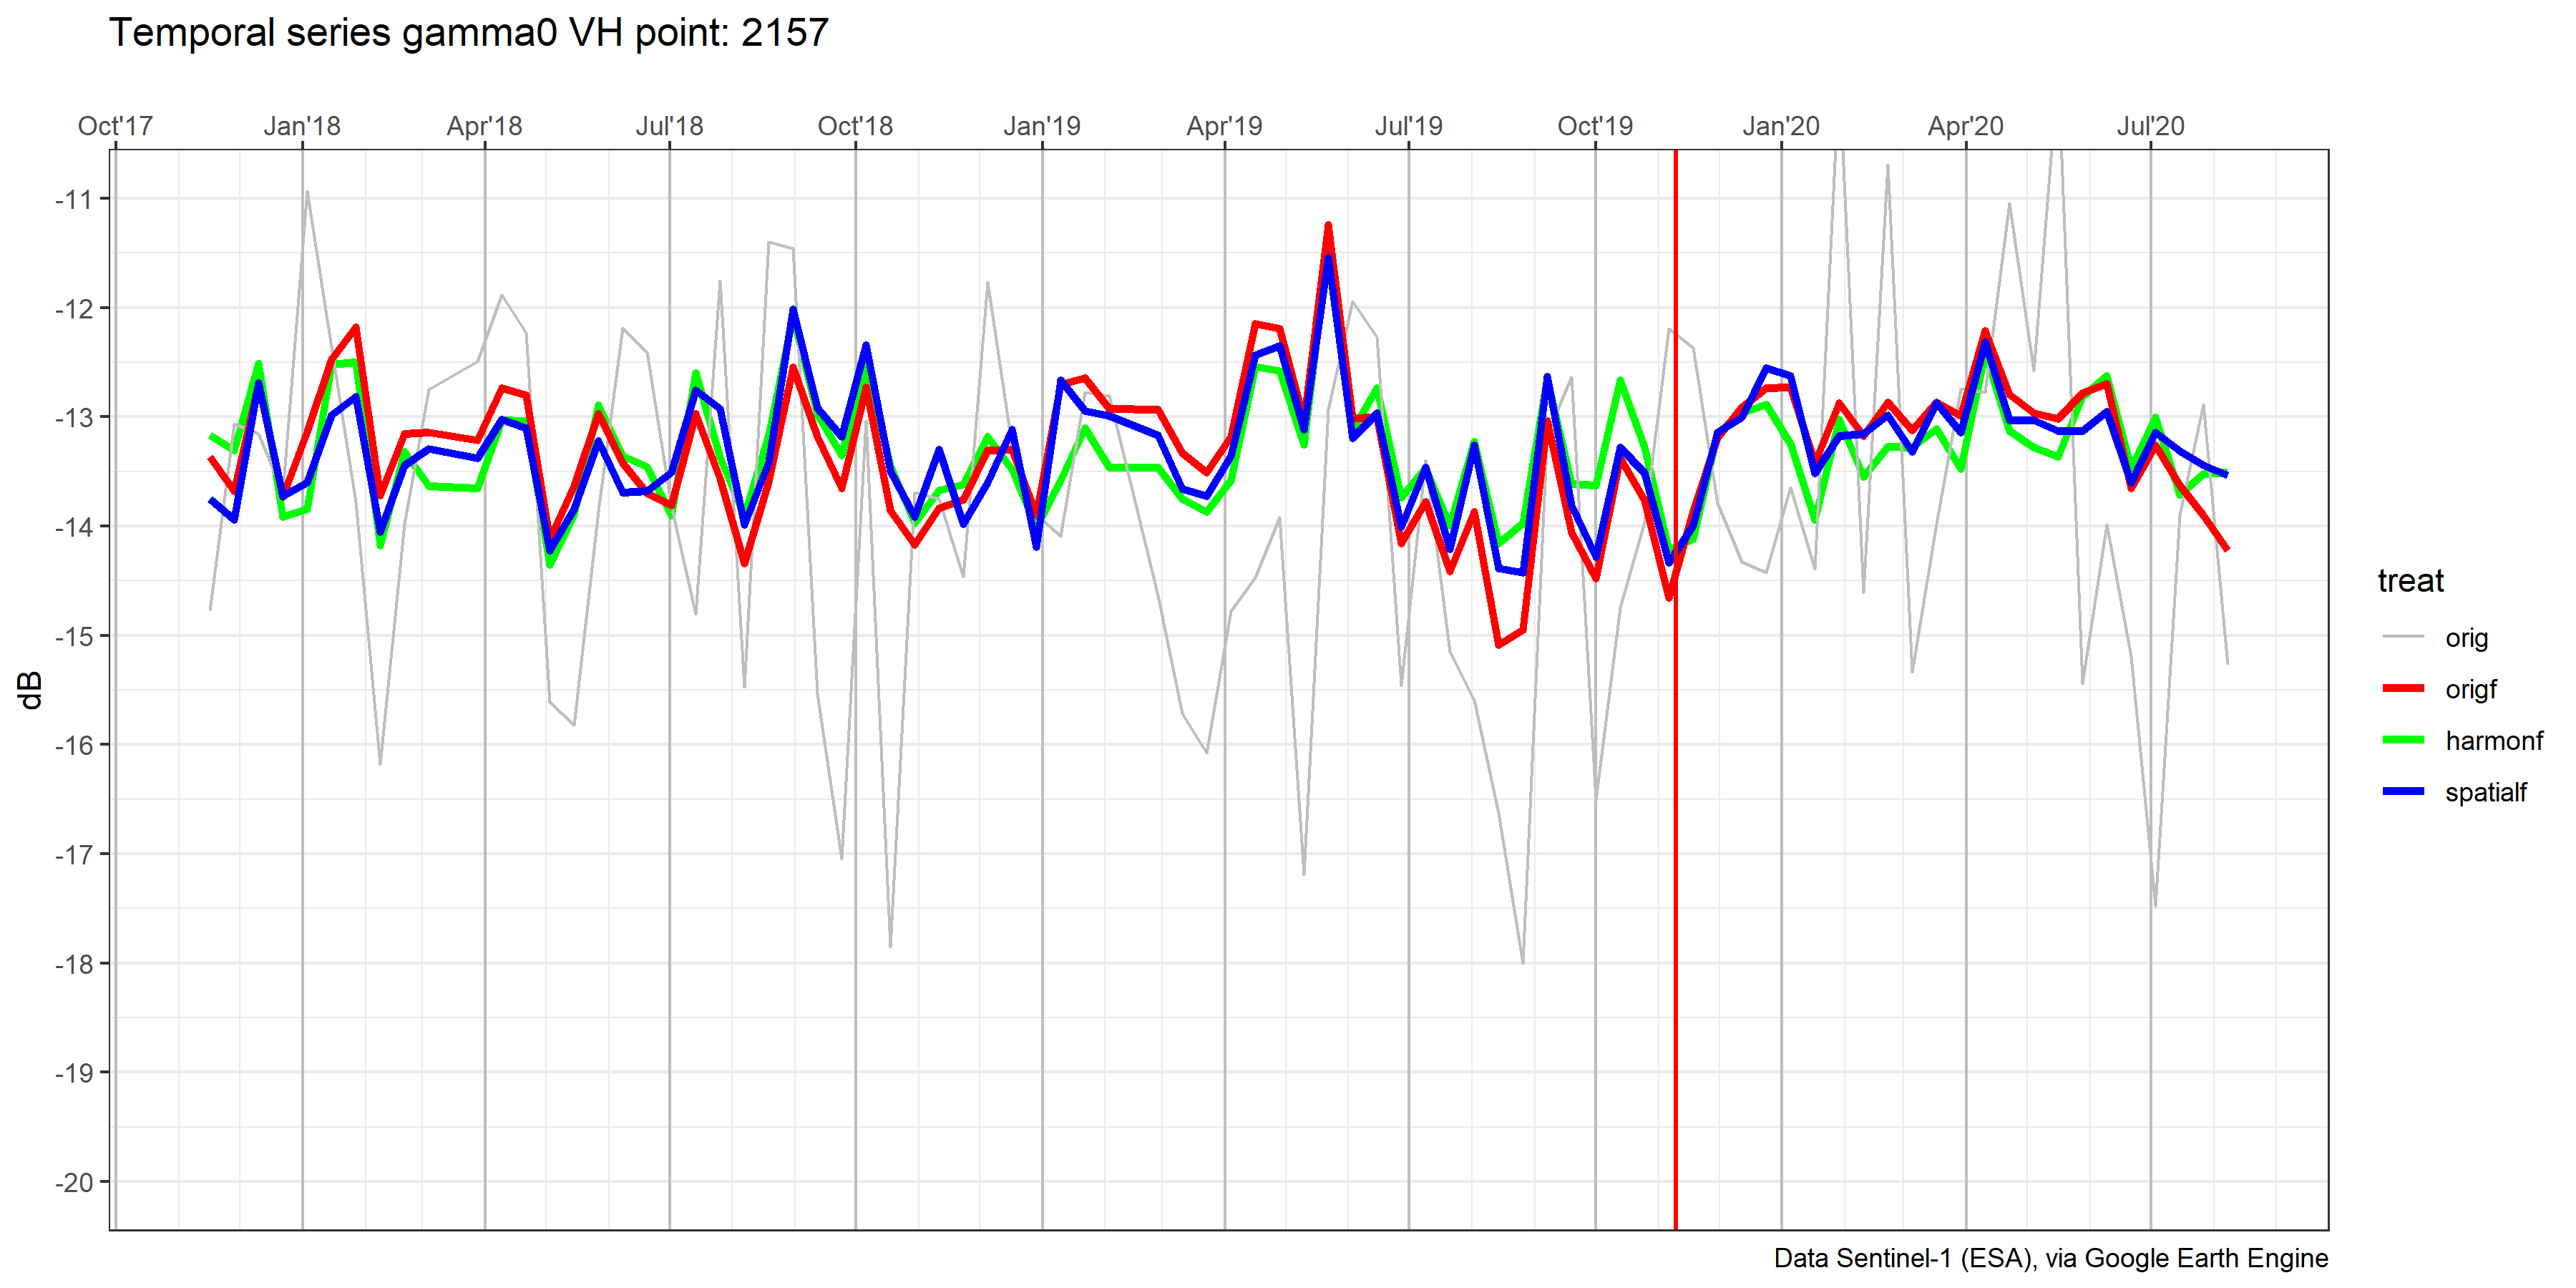 Temporal series gamma0 VH point: 2157
Oct'17 Jan'18 Apr'18 Jul'18 Oct'18 Jan'19 Apr'19 Jul'19 Oct'19 Jan'20 Apr'20 Jul'20
-11
-12
-13
-14
-15
-16
-17
-18
-19
-20
dB
treat
orig
origf
harmonf
spatialf
Data Sentinel-1 (ESA), via Google Earth Engine